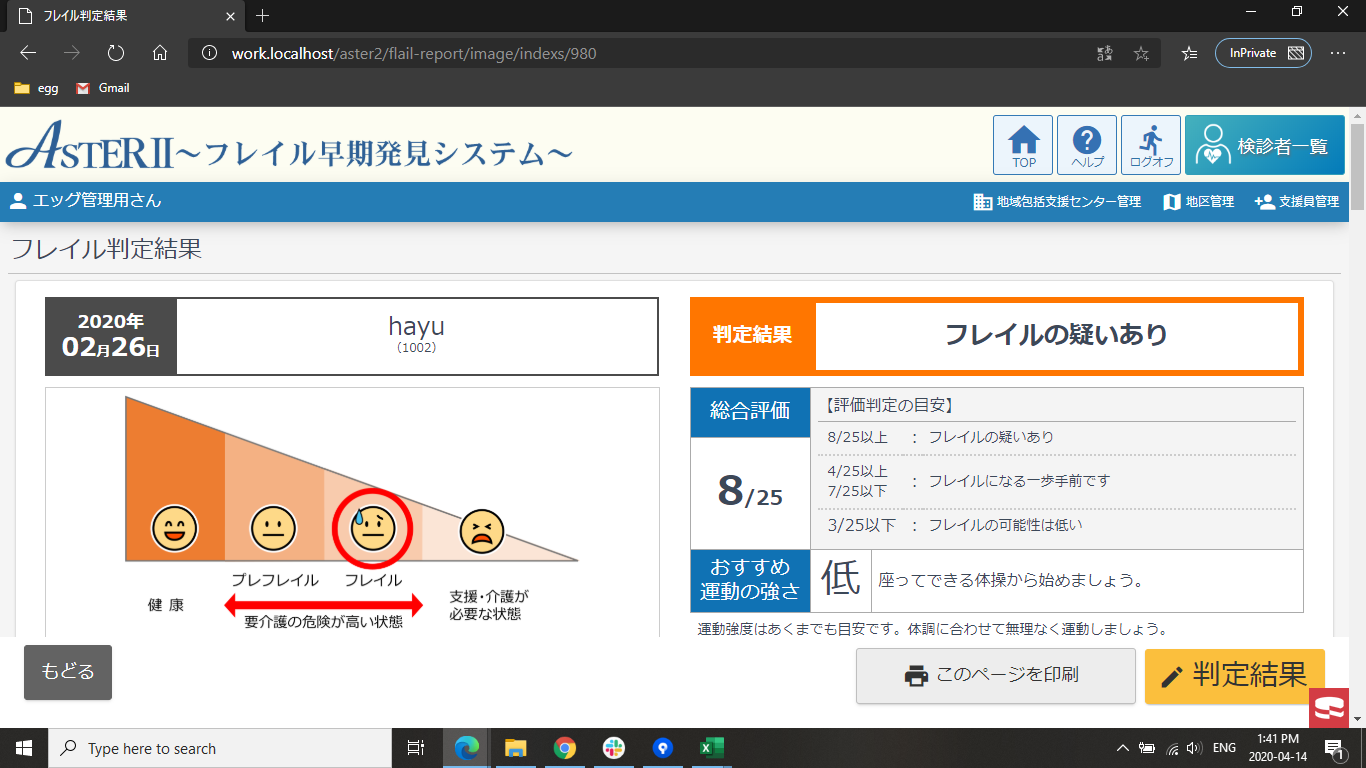 フレイル判定結果
work.localhost/aster2/flail-report/image/indexs/980
InPrivate
egg
Gmail
ASTER II～フレイル早期発見システム～
TOP
ヘルプ
ログオフ
検診者一覧
エッグ管理用さん
地域包括支援センター管理
地区管理
支援員管理
フレイル判定結果
2020年
02月26日
hayu
（1002）
判定結果
フレイルの疑いあり
総合評価
8/25
【評価判定の目安】
8/25以上 ： フレイルの疑いあり
4/25以上
7/25以下 ： フレイルになる一歩手前です
3/25以下 ： フレイルの可能性は低い
おすすめ
運動の強さ
低
座ってできる体操から始めましょう。
運動強度はあくまでも目安です。体調に合わせて無理なく運動しましょう。
プレフレイル
フレイル
健 康
要介護の危険が高い状態
支援・介護が
必要な状態
もどる
このページを印刷
判定結果
Type here to search
ENG
1:41 PM
2020-04-14
1